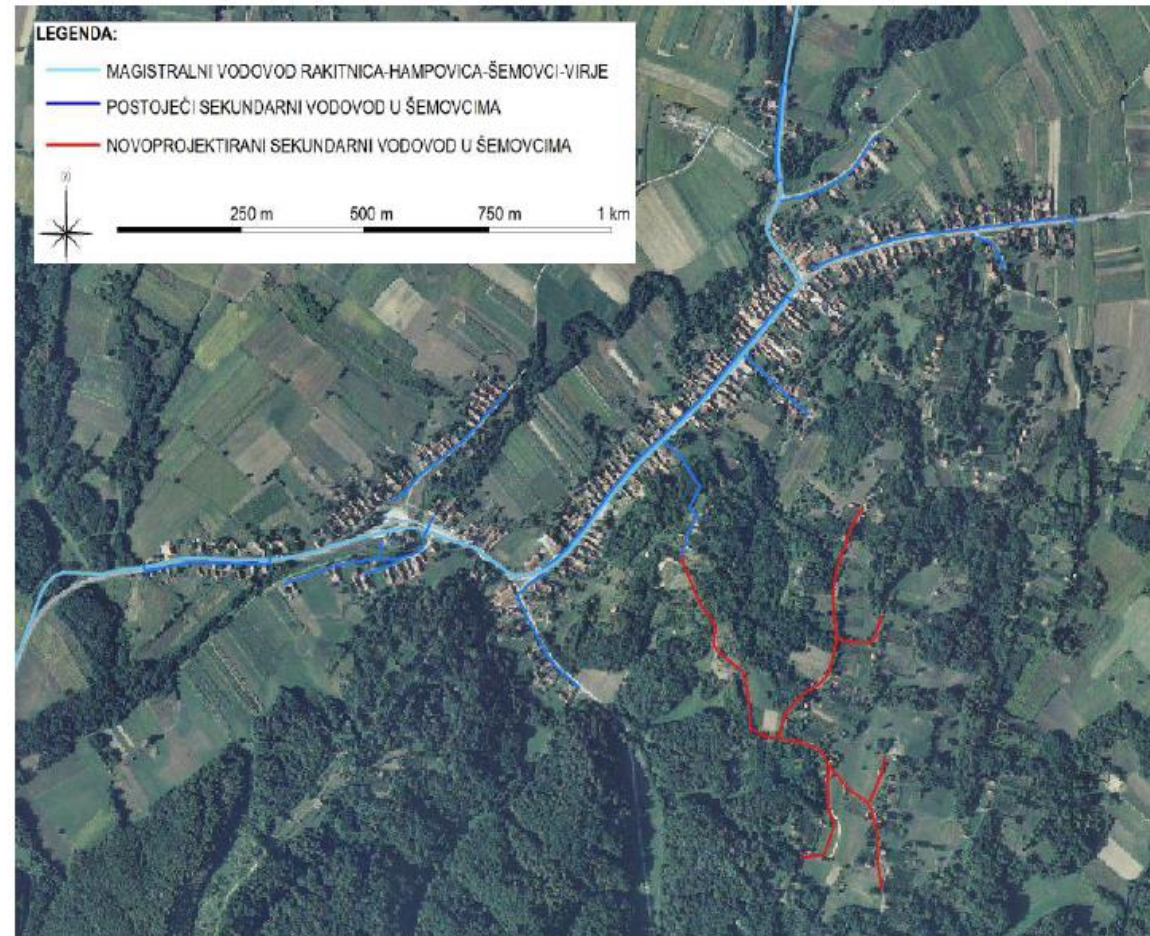 LEGENDA:
MAGISTRALNI VODOVOD RAKITNICA-HAMPOVICA-ŠEMOVCI-VIRJE
POSTOJEĆI SEKUNDARNI VODOVOD U ŠEMOVCIMA
NOVOPROJEKTIRANI SEKUNDARNI VODOVOD U ŠEMOVCIMA
250 m 500 m 750 m 1 km